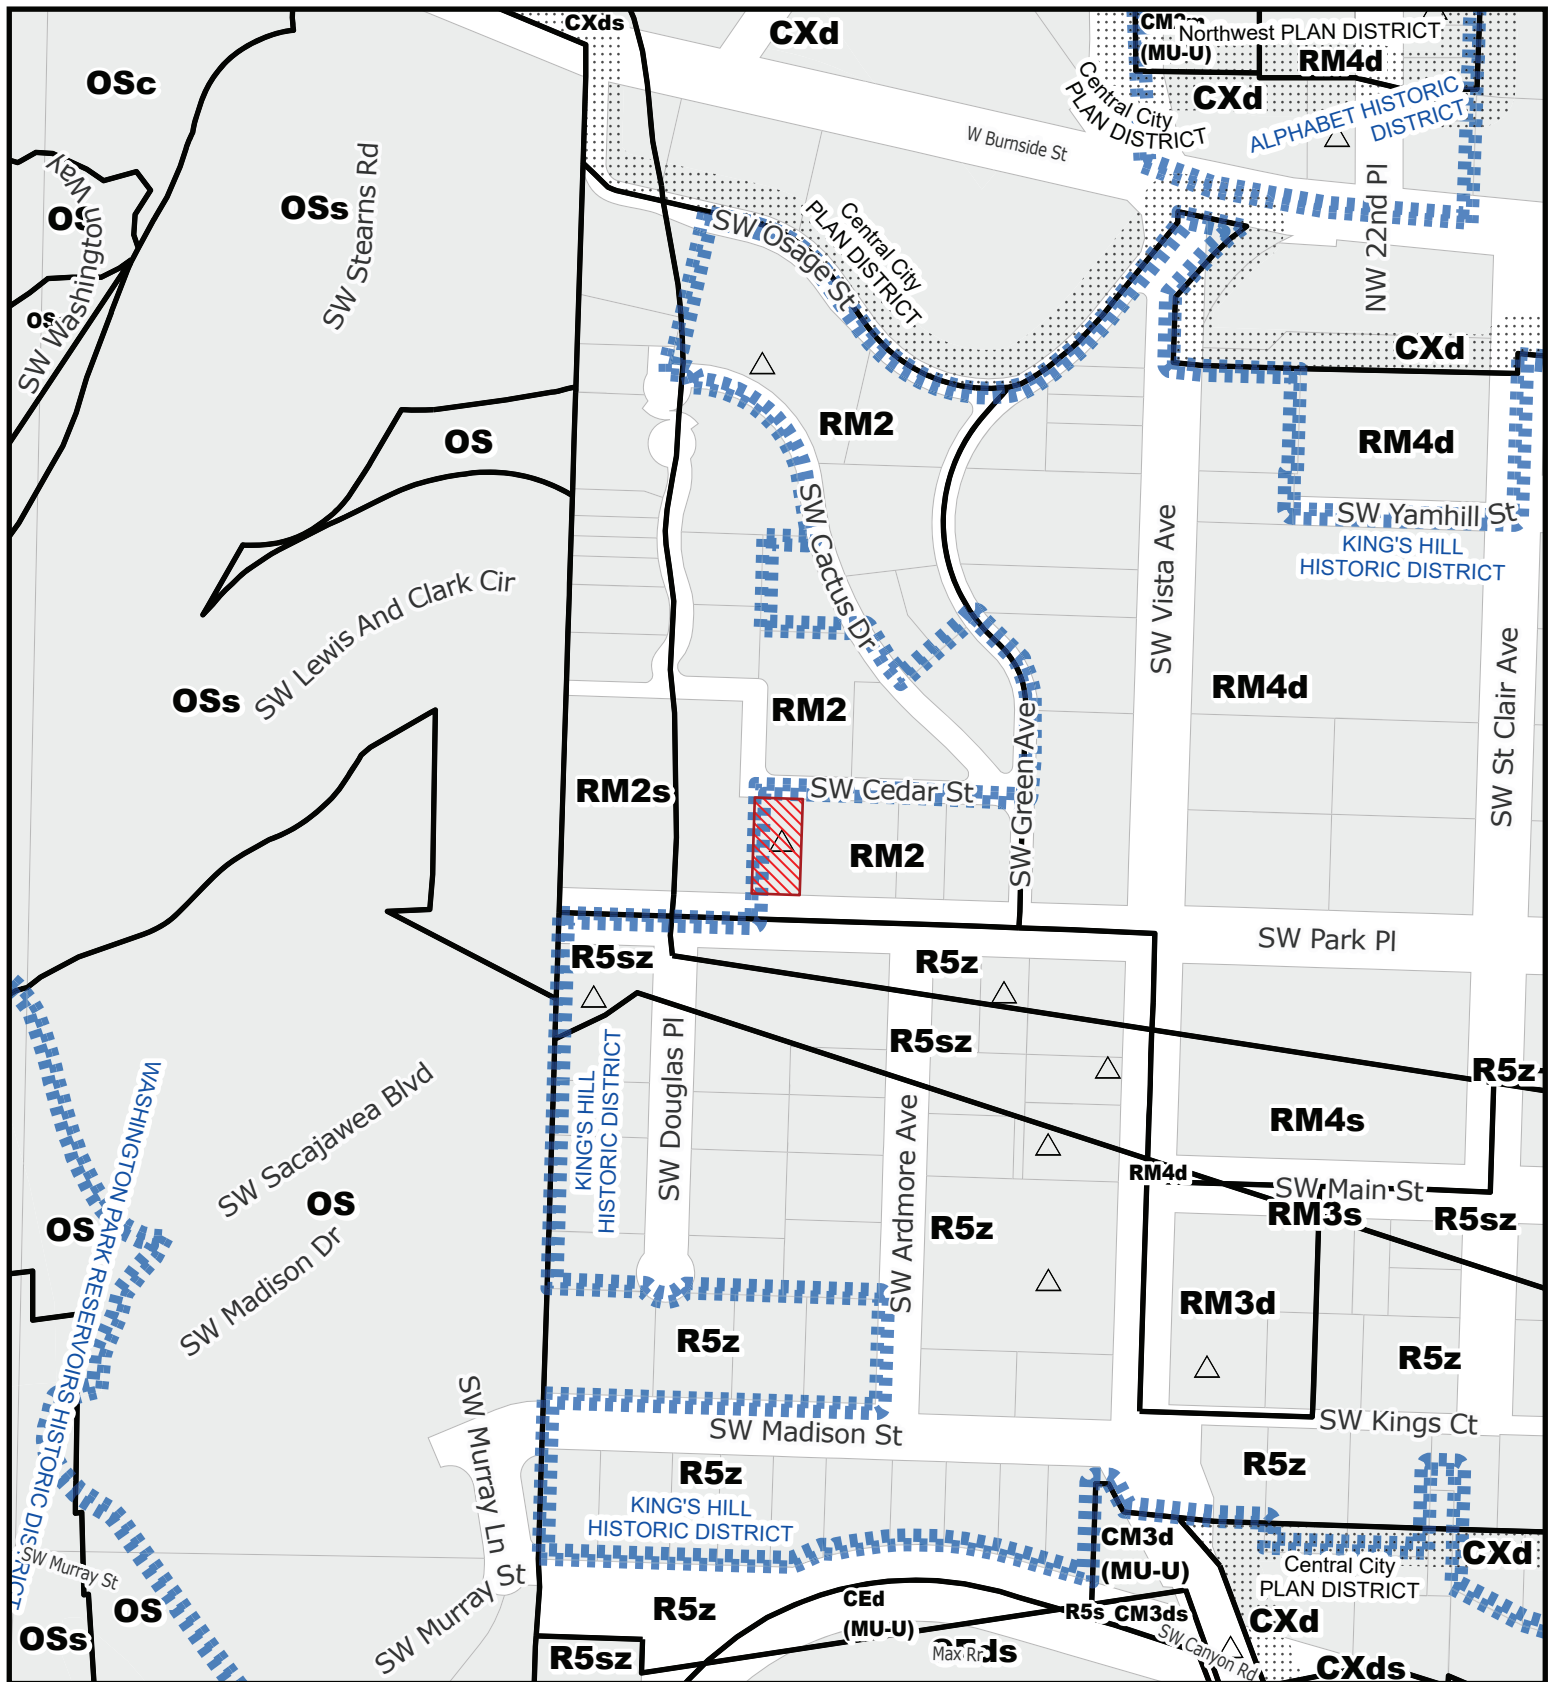 CXds
CXd
CM2m
(MU-U)
Northwest PLAN DISTRICT
RM4d
CXd
OSc
Central City
PLAN DISTRICT
ALPHABET HISTORIC
DISTRICT
W Burnside St
Way
OS
OSs
SW Stearns Rd
NW 22nd Pl
Central City
PLAN DISTRICT
SW Osage St
SW Washington
OS
CXd
RM2
OS
RM4d
SW Yamhill St
KING'S HILL
HISTORIC DISTRICT
SW Cactus Dr
SW Vista Ave
SW Lewis And Clark Cir
OSs
RM2
RM4d
SW St Clair Ave
SW Green Ave
RM2s
SW Cedar St
RM2
SW Park Pl
R5sz
R5z
R5sz
R5z
KING'S HILL
HISTORIC DISTRICT
SW Douglas Pl
SW Ardmore Ave
WASHINGTON PARK RESERVOIRS HISTORIC DISTRICT
SW Sacajawea Blvd
RM4s
RM4d
SW Main St
RM3s
R5sz
OS
OS
R5z
SW Madison Dr
RM3d
R5z
R5z
SW Madison St
SW Kings Ct
SW Murray Ln
R5z
R5z
KING'S HILL
HISTORIC DISTRICT
CM3d
(MU-U)
CXd
Central City
PLAN DISTRICT
SW Murray St
OS
OSs
SW Murray St
R5z
CEd
(MU-U)
R5s
CM3ds
CXd
SW Canyon Rd
R5sz
CEds
CXds